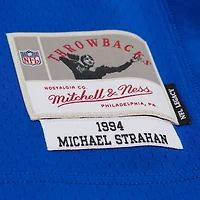 THROWBACKS
NFL
NOSTALGIA CO.
Mitchell & Ness
PHILADELPHIA, PA.
NFL LEGACY
1994
MICHAEL STRAHAN